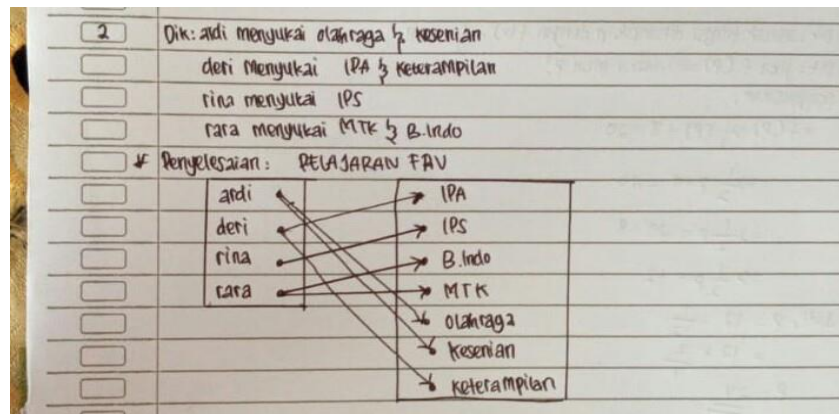 2 Dik: ardi menyukai olahraga & kesenian
deri menyukai IPA & keterampilan
rina menyukai IPS
rara menyukai MTK & B.Indo
* Penyelesaian: PELAJARAN FAV
ardi IPA
deri IPS
rina B.Indo
rara MTK
olahraga
kesenian
keterampilan